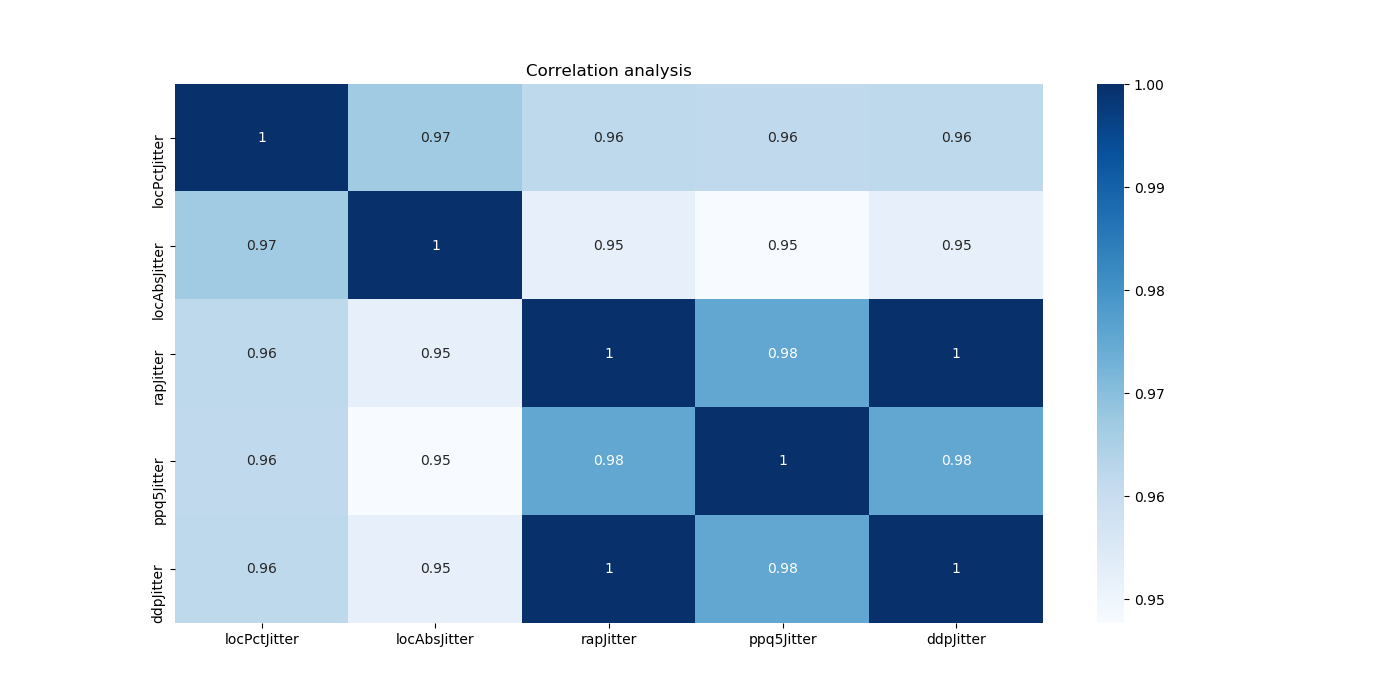 Correlation analysis
locPctJitter 1 0.97 0.96 0.96 0.96
locAbsJitter 0.97 1 0.95 0.95 0.95
rapJitter 0.96 0.95 1 0.98 1
ppq5Jitter 0.96 0.95 0.98 1 0.98
ddpJitter 0.96 0.95 1 0.98 1
locPctJitter locAbsJitter rapJitter ppq5Jitter ddpJitter
1.00
0.99
0.98
0.97
0.96
0.95